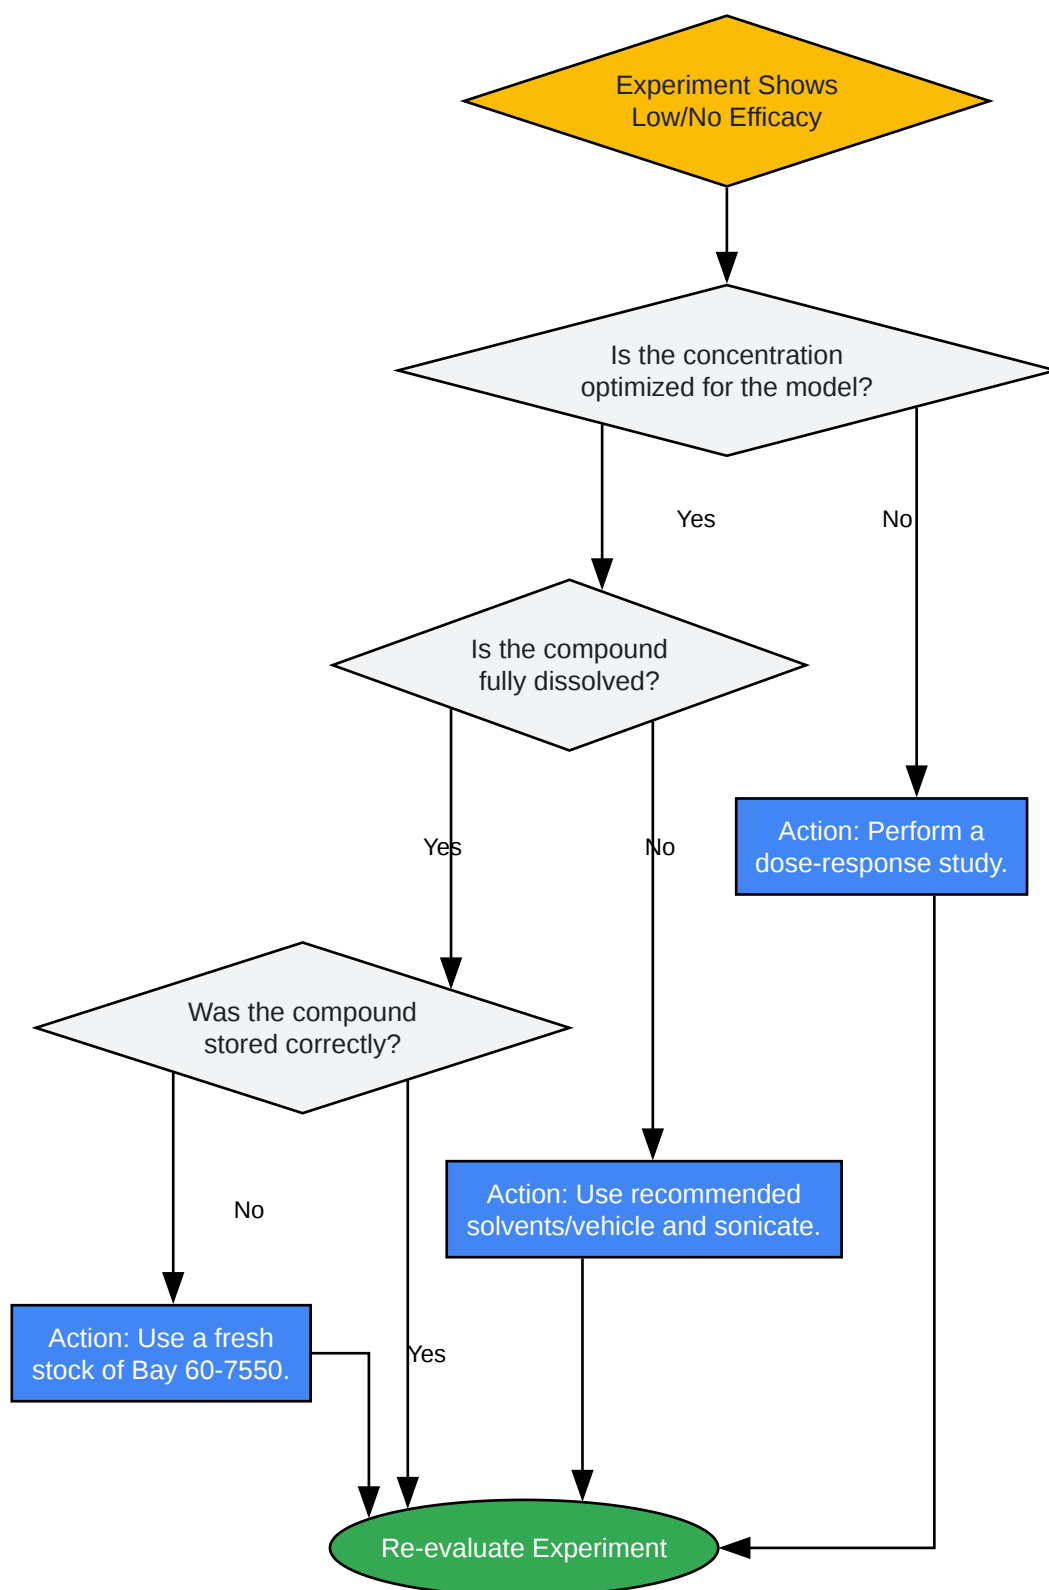 Experiment Shows
Low/No Efficacy
Is the concentration
optimized for the model?
Yes
No
Is the compound
fully dissolved?
Yes
No
Action: Perform a
dose-response study.
Was the compound
stored correctly?
No
Yes
Action: Use recommended
solvents/vehicle and sonicate.
Action: Use a fresh
stock of Bay 60-7550.
Re-evaluate Experiment